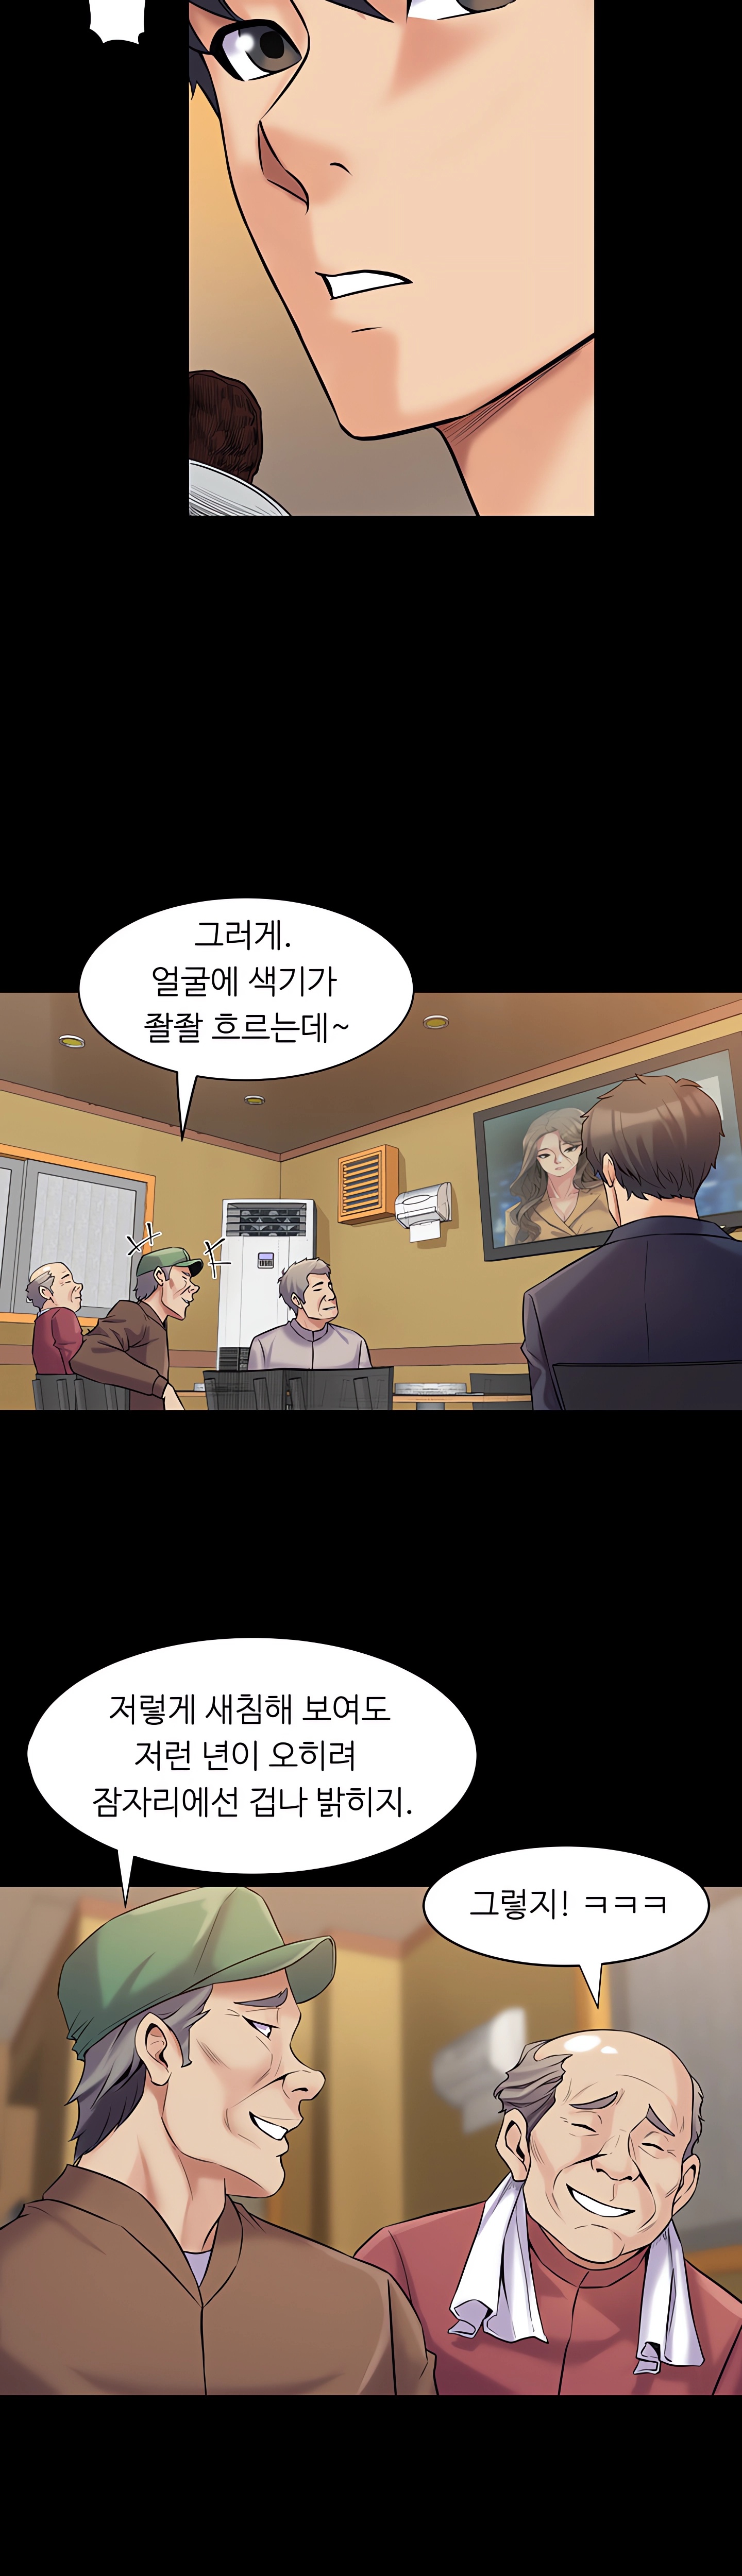 그러게.
얼굴에 색기가
좔좔 흐르는데~
저렇게 새침해 보여도
저런 년이 오히려
잠자리에선 겁나 밝히지.
그렇지! ㅋㅋㅋ